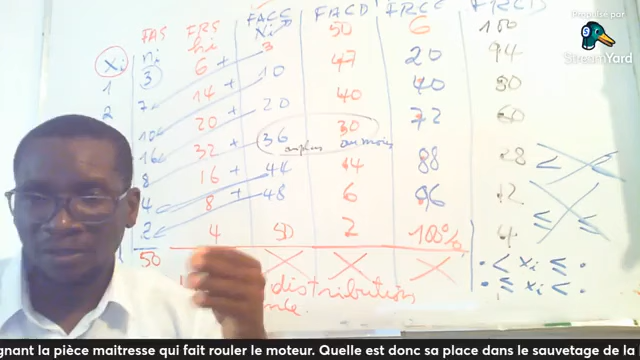 Propulsé par
StreamYard
FAS FRS FACC FACD FRCC FRCD
xi ni hi Ni 50 6 100
1 3 6 + 3 47 20 94
2 7 14 + 10 40 40 80
10 20 + 20 30 72 60
16 32 + 36 au plus au moins
8 16 + 44 14 88 28 <
4 8 + 48 6 96 12 ≤ ≤
2 4 50 2 100% 4
50
distribution
• < xi ≤ •
• ≤ xi < •
gnant la pièce maitresse qui fait rouler le moteur. Quelle est donc sa place dans le sauvetage de la